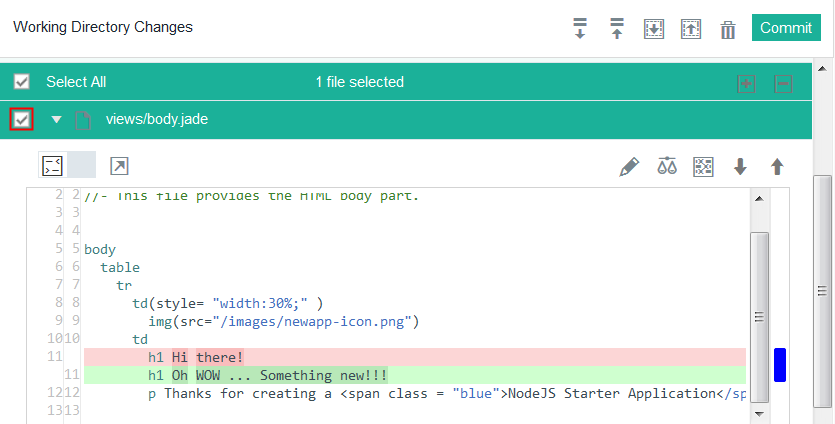 Working Directory Changes
Commit
Select All 1 file selected
views/body.jade
2 2 //- This file provides the HTML body part.
3 3
4 4
5 5 body
6 6 table
7 7 tr
8 8 td(style= "width:30%;" )
9 9 img(src="/images/newapp-icon.png")
10 10 td
11 h1 Hi there!
11 h1 Oh WOW ... Something new!!!
12 12 p Thanks for creating a <span class = "blue">NodeJS Starter Application</sp
13 13